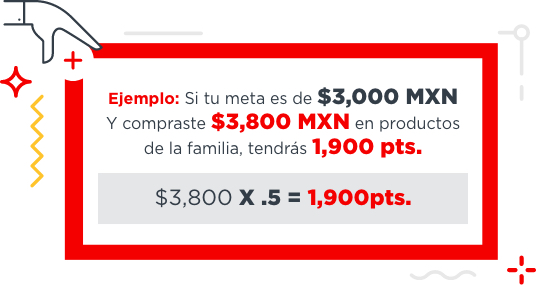 Ejemplo: Si tu meta es de $3,000 MXN
Y compraste $3,800 MXN en productos
de la familia, tendrás 1,900 pts.
$3,800 X .5 = 1,900pts.